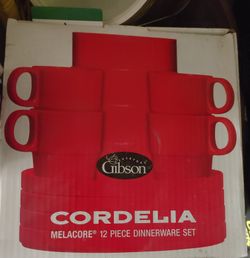 Gibson
CORDELIA
MELACORE® 12 PIECE DINNERWARE SET